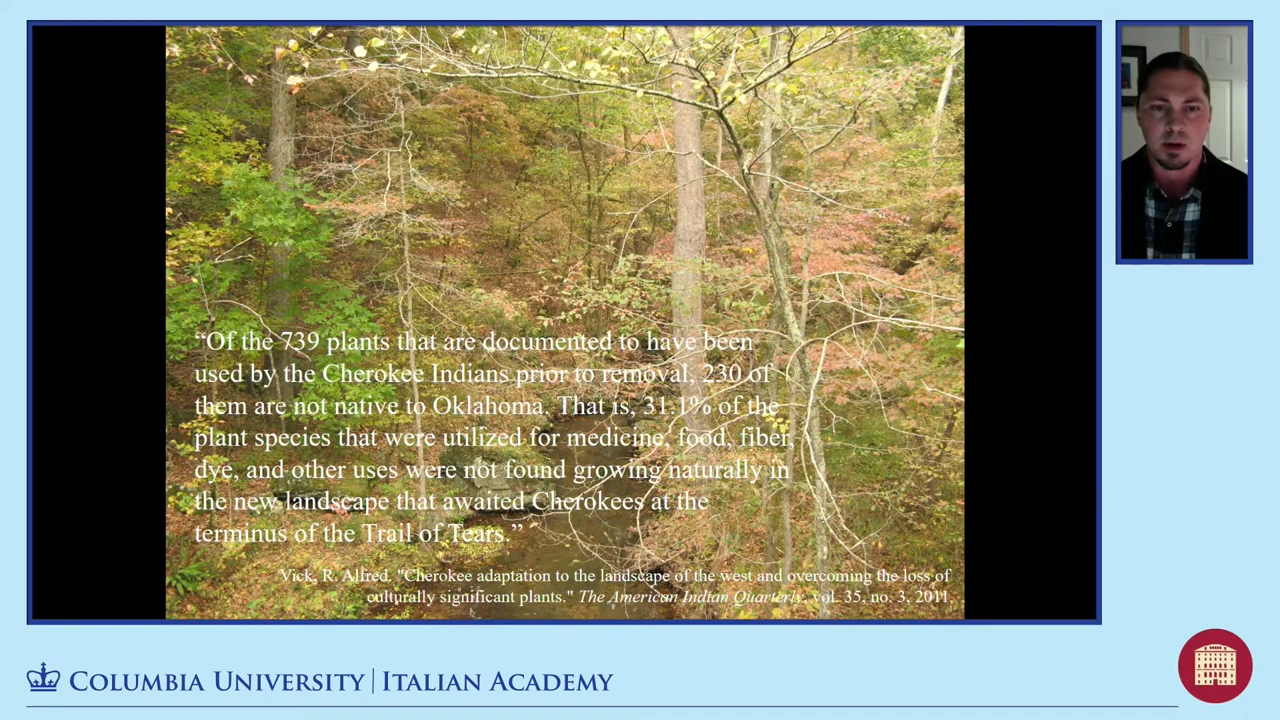 “Of the 739 plants that are documented to have been
used by the Cherokee Indians prior to removal, 230 of
them are not native to Oklahoma. That is, 31.1% of the
plant species that were utilized for medicine, food, fiber,
dye, and other uses were not found growing naturally in
the new landscape that awaited Cherokees at the
terminus of the Trail of Tears.”
Vick, R. Alfred. "Cherokee adaptation to the landscape of the west and overcoming the loss of
culturally significant plants." The American Indian Quarterly, vol. 35, no. 3, 2011.
COLUMBIA UNIVERSITY | ITALIAN ACADEMY